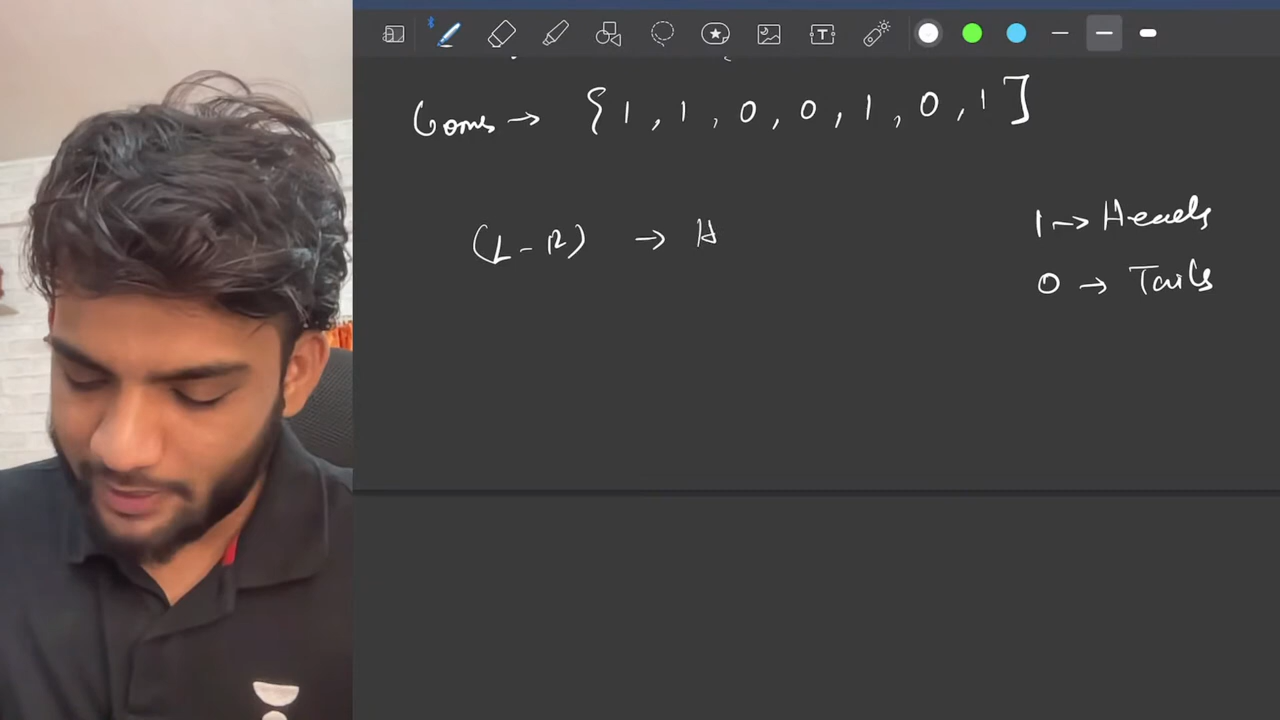 Coins → {1, 1, 0, 0, 1, 0, 1]
(L-R) → H
1 → Heads
0 → Tails